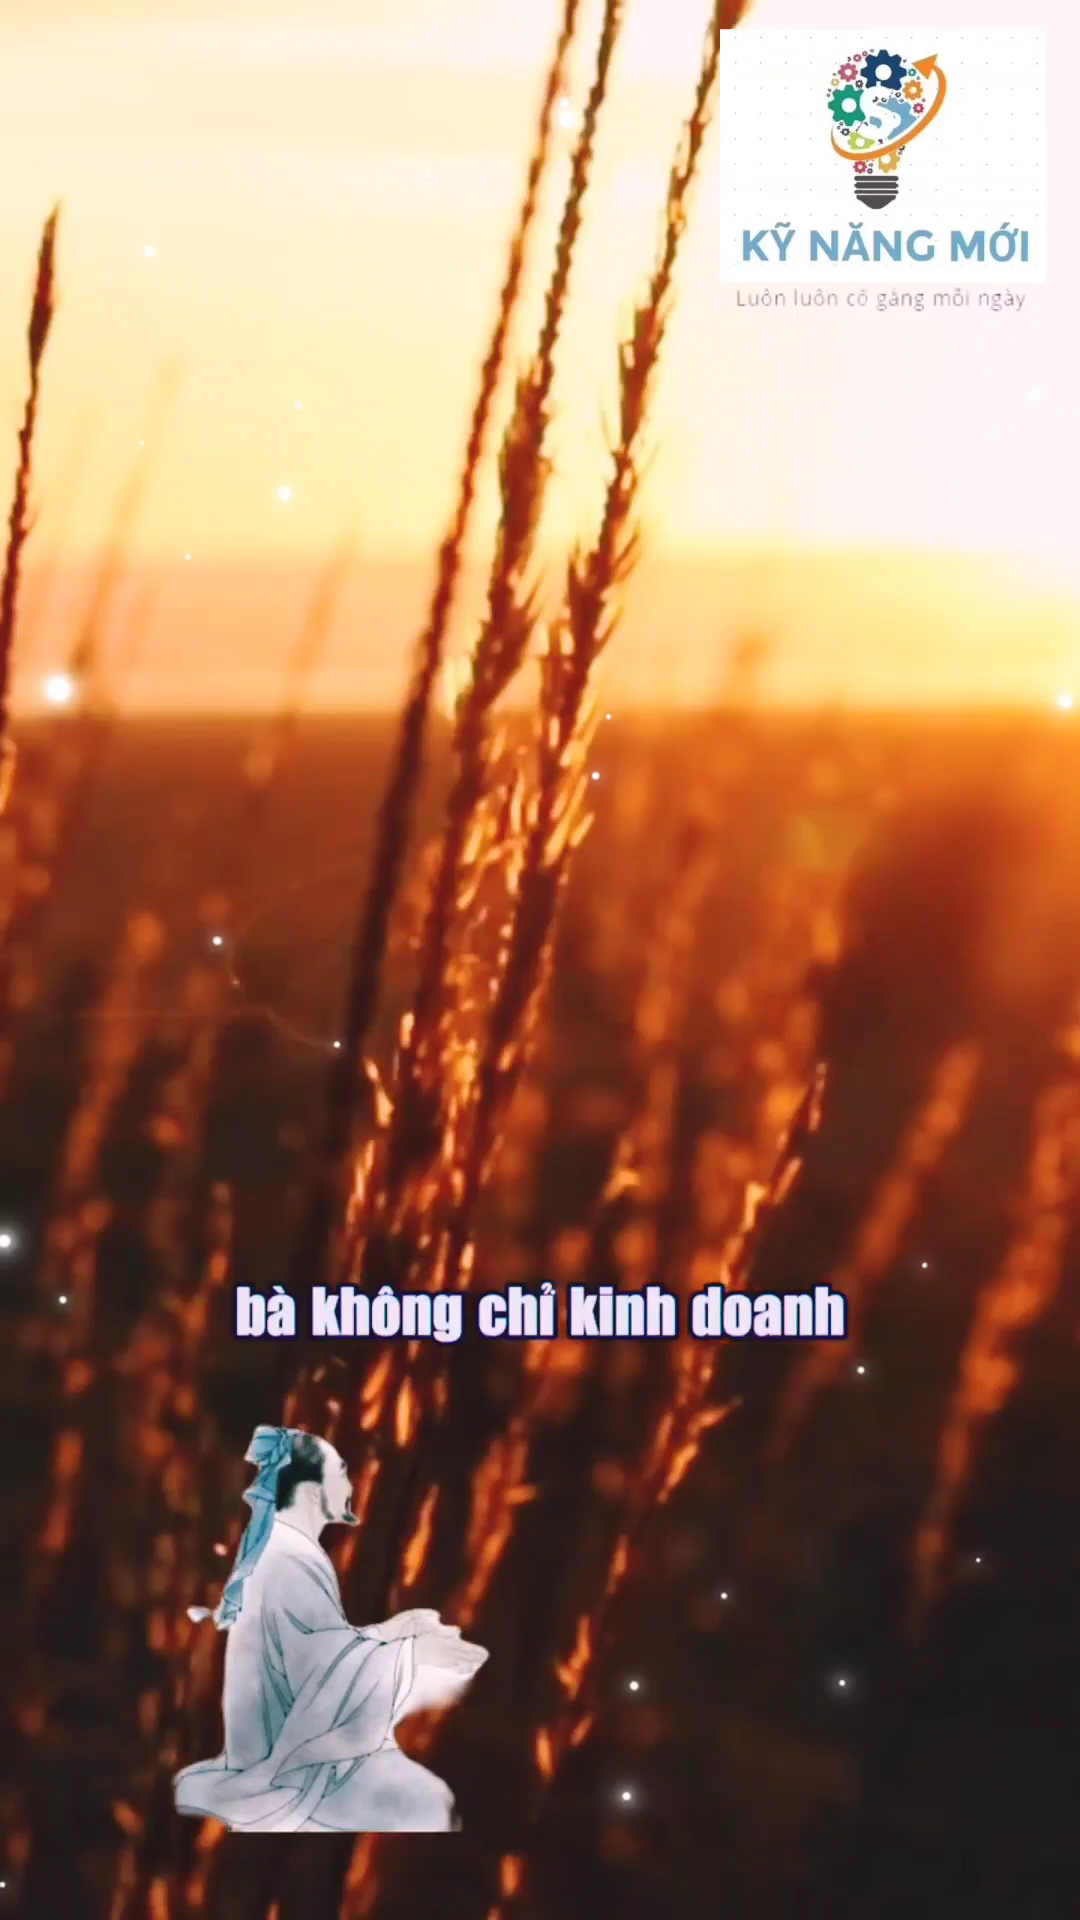 KỸ NĂNG MỚI
Luôn luôn cố gắng mỗi ngày
bà không chỉ kinh doanh